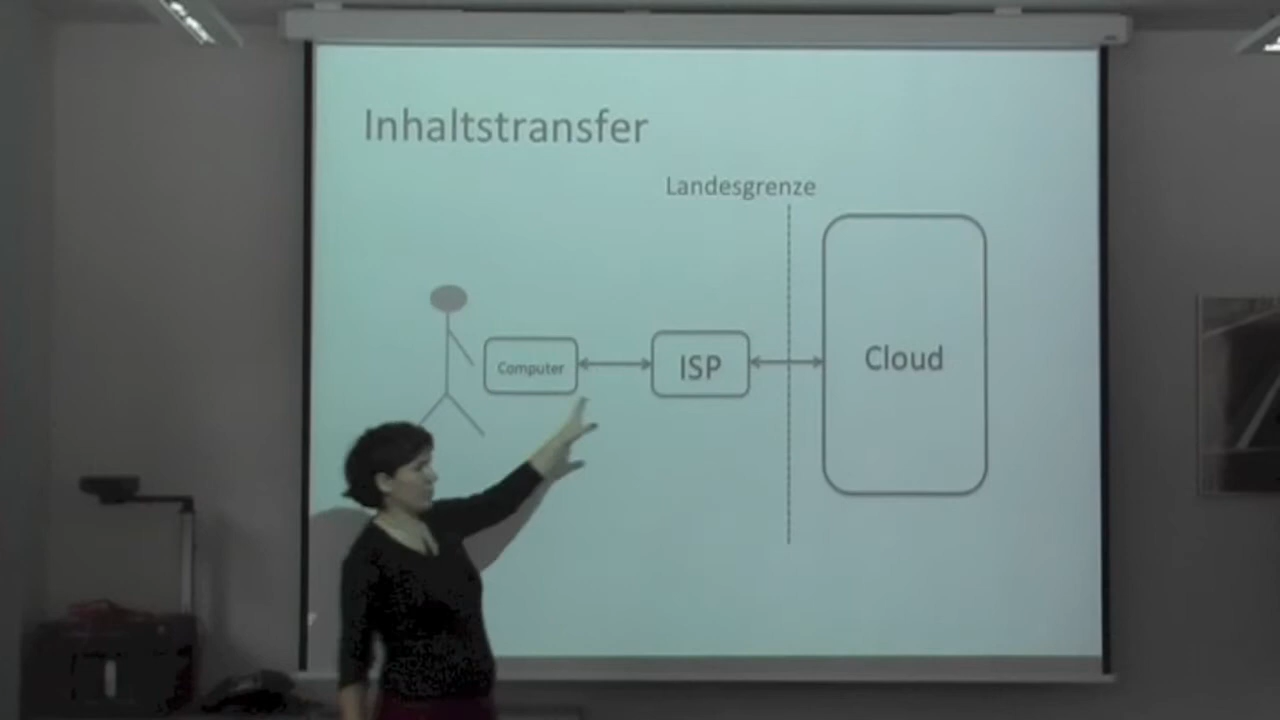 Inhaltstransfer
Landesgrenze
Computer
ISP
Cloud